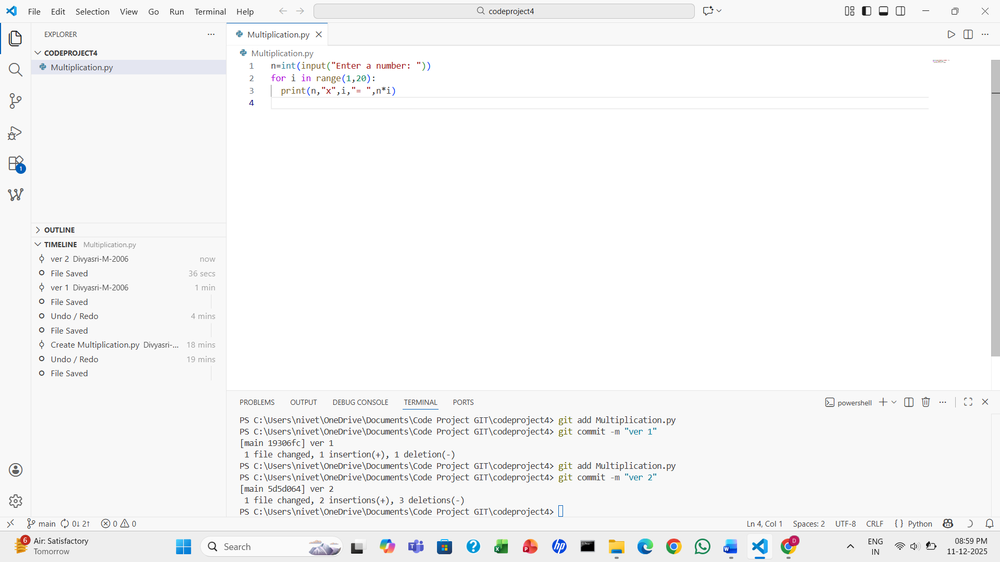 File Edit Selection View Go Run Terminal Help
codeproject4
EXPLORER
CODEPROJECT4
Multiplication.py
1
OUTLINE
TIMELINE Multiplication.py
ver 2 Divyasri-M-2006 now
File Saved 36 secs
ver 1 Divyasri-M-2006 1 min
File Saved
Undo / Redo 4 mins
File Saved
Create Multiplication.py Divyasri-... 18 mins
Undo / Redo 19 mins
File Saved
Multiplication.py
Multiplication.py
1 n=int(input("Enter a number: "))
2 for i in range(1,20):
3 print(n,"x",i,"= ",n*i)
4
PROBLEMS OUTPUT DEBUG CONSOLE TERMINAL PORTS
powershell
PS C:\Users\nivet\OneDrive\Documents\Code Project GIT\codeproject4> git add Multiplication.py
PS C:\Users\nivet\OneDrive\Documents\Code Project GIT\codeproject4> git commit -m "ver 1"
[main 19306fc] ver 1
1 file changed, 1 insertion(+), 1 deletion(-)
PS C:\Users\nivet\OneDrive\Documents\Code Project GIT\codeproject4> git add Multiplication.py
PS C:\Users\nivet\OneDrive\Documents\Code Project GIT\codeproject4> git commit -m "ver 2"
[main 5d5d064] ver 2
1 file changed, 2 insertions(+), 3 deletions(-)
PS C:\Users\nivet\OneDrive\Documents\Code Project GIT\codeproject4>
main 0↓ 2↑ 0 0
Ln 4, Col 1 Spaces: 2 UTF-8 CRLF { } Python
6
Air: Satisfactory
Tomorrow
Search
D
ENG
IN
08:59 PM
11-12-2025